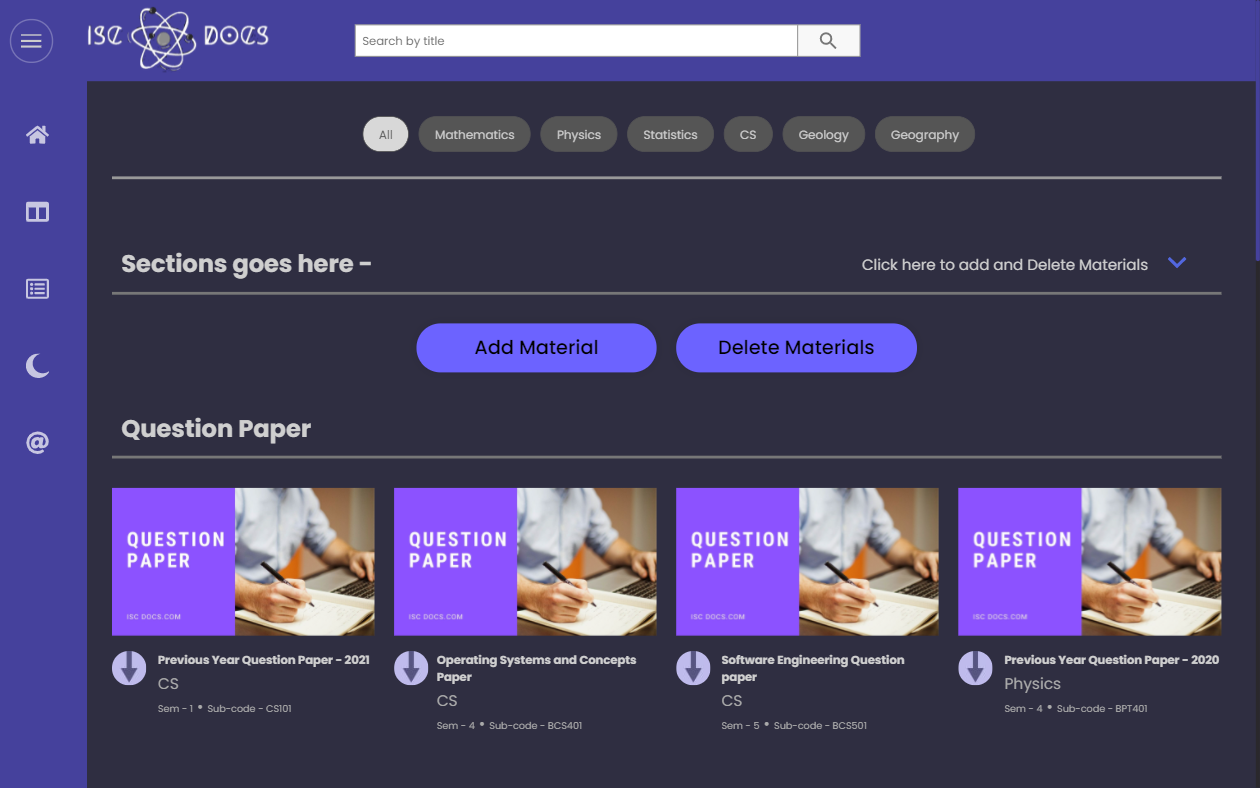 ISC DOCS
Search by title
All Mathematics Physics Statistics CS Geology Geography
Sections goes here -
Click here to add and Delete Materials
Add Material Delete Materials
Question Paper
QUESTION
PAPER
ISC DOCS.COM
Previous Year Question Paper - 2021
CS
Sem - 1 • Sub-code - CS101
QUESTION
PAPER
ISC DOCS.COM
Operating Systems and Concepts
Paper
CS
Sem - 4 • Sub-code - BCS401
QUESTION
PAPER
ISC DOCS.COM
Software Engineering Question
paper
CS
Sem - 5 • Sub-code - BCS501
QUESTION
PAPER
ISC DOCS.COM
Previous Year Question Paper - 2020
Physics
Sem - 4 • Sub-code - BPT401